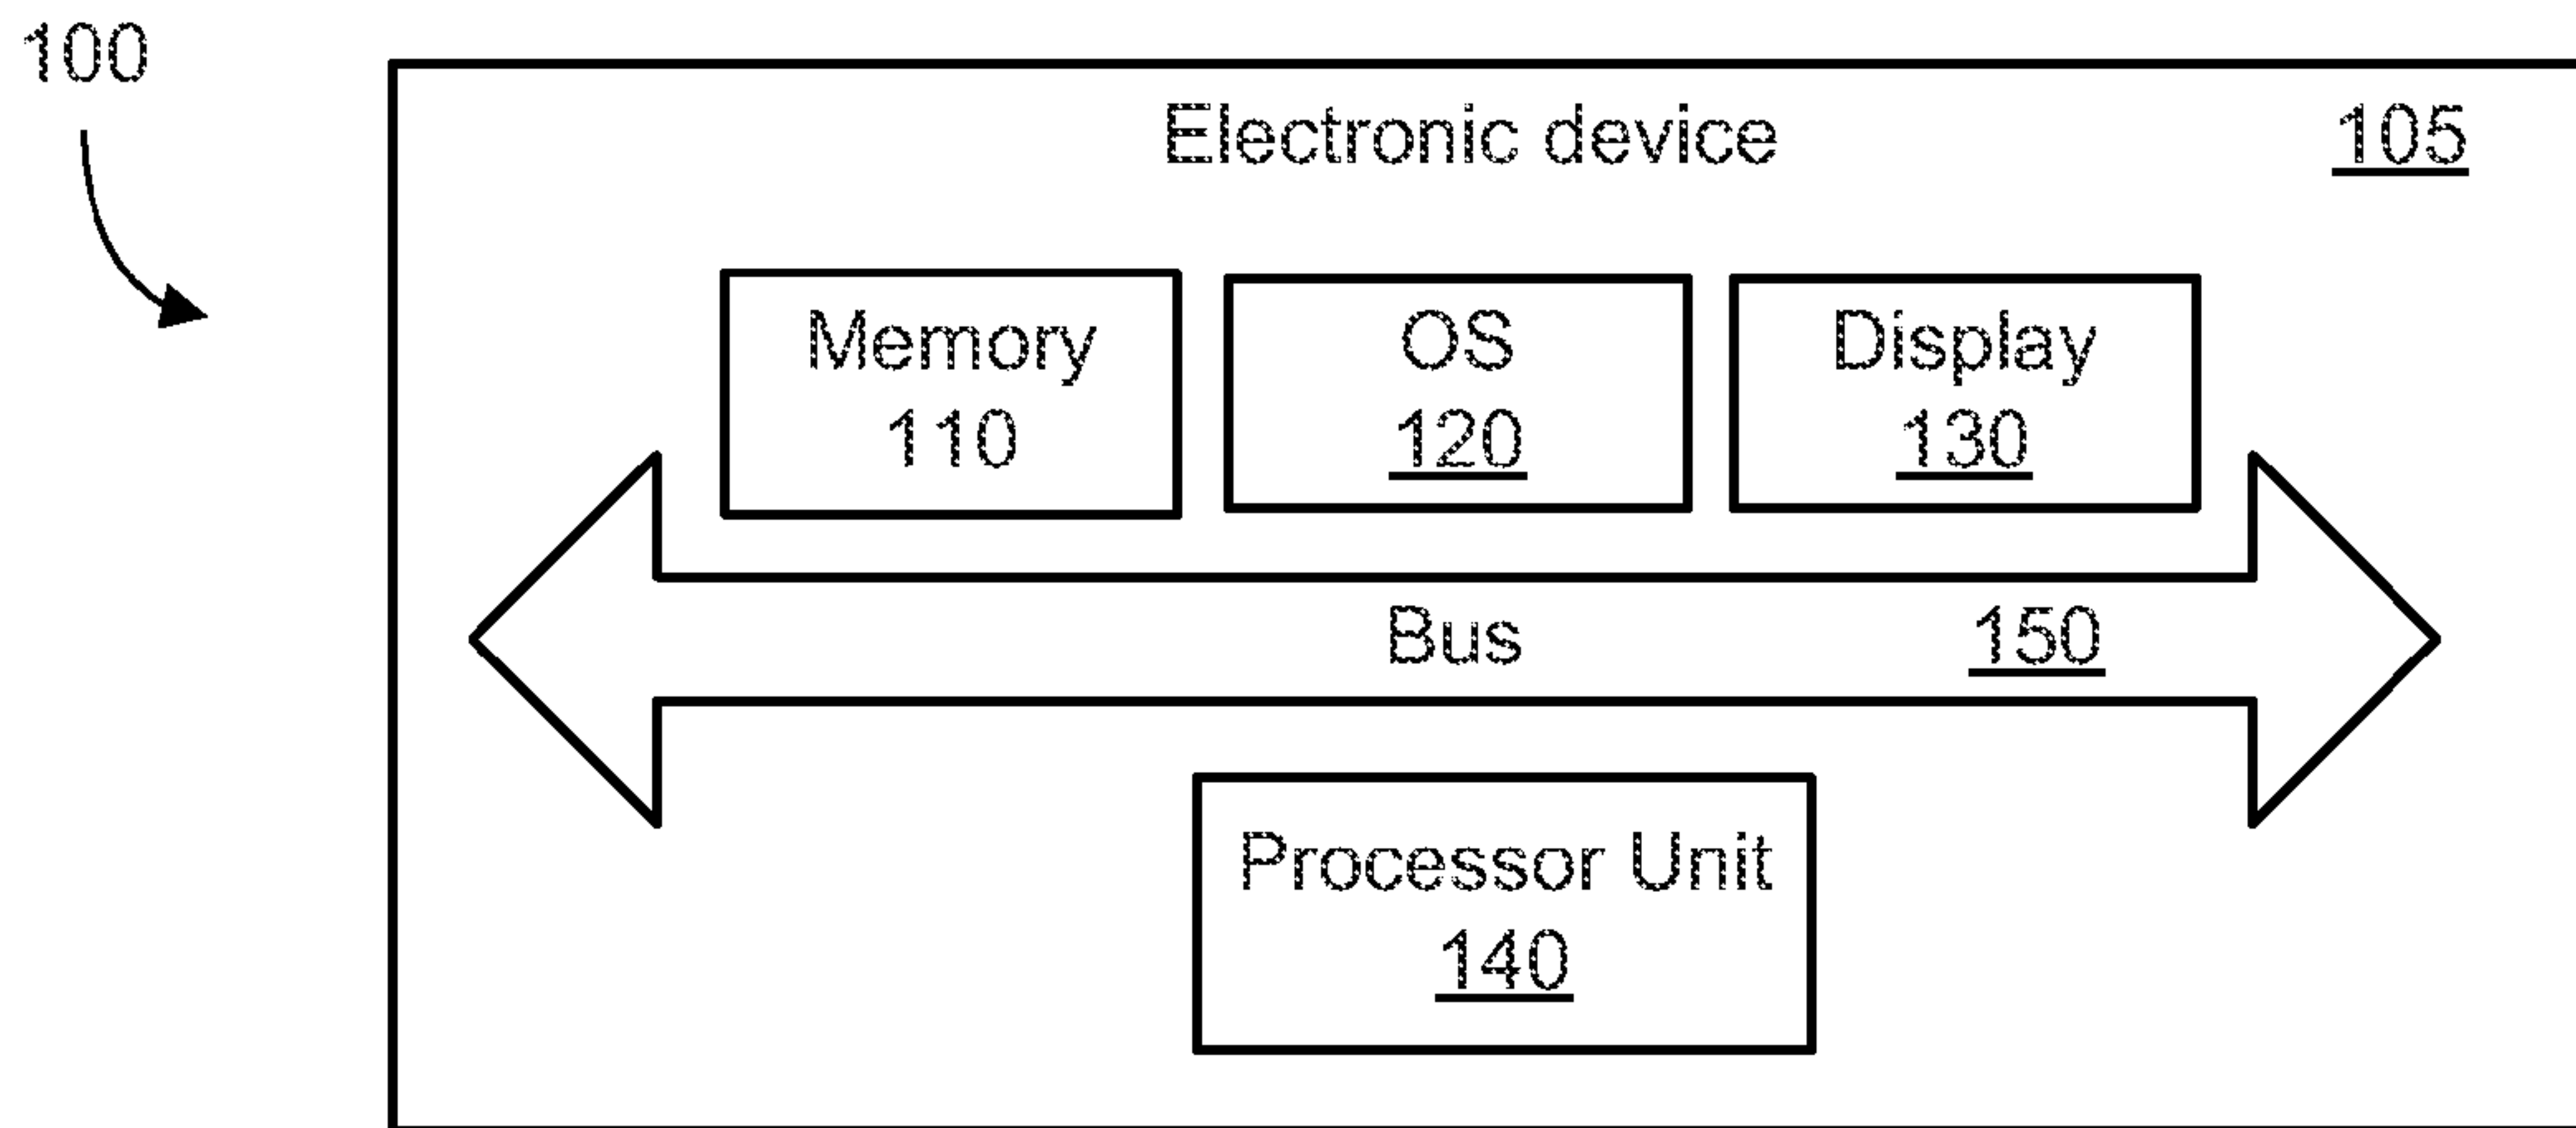 100
Electronic device 105
Memory
110
OS
120
Display
130
Bus 150
Processor Unit
140